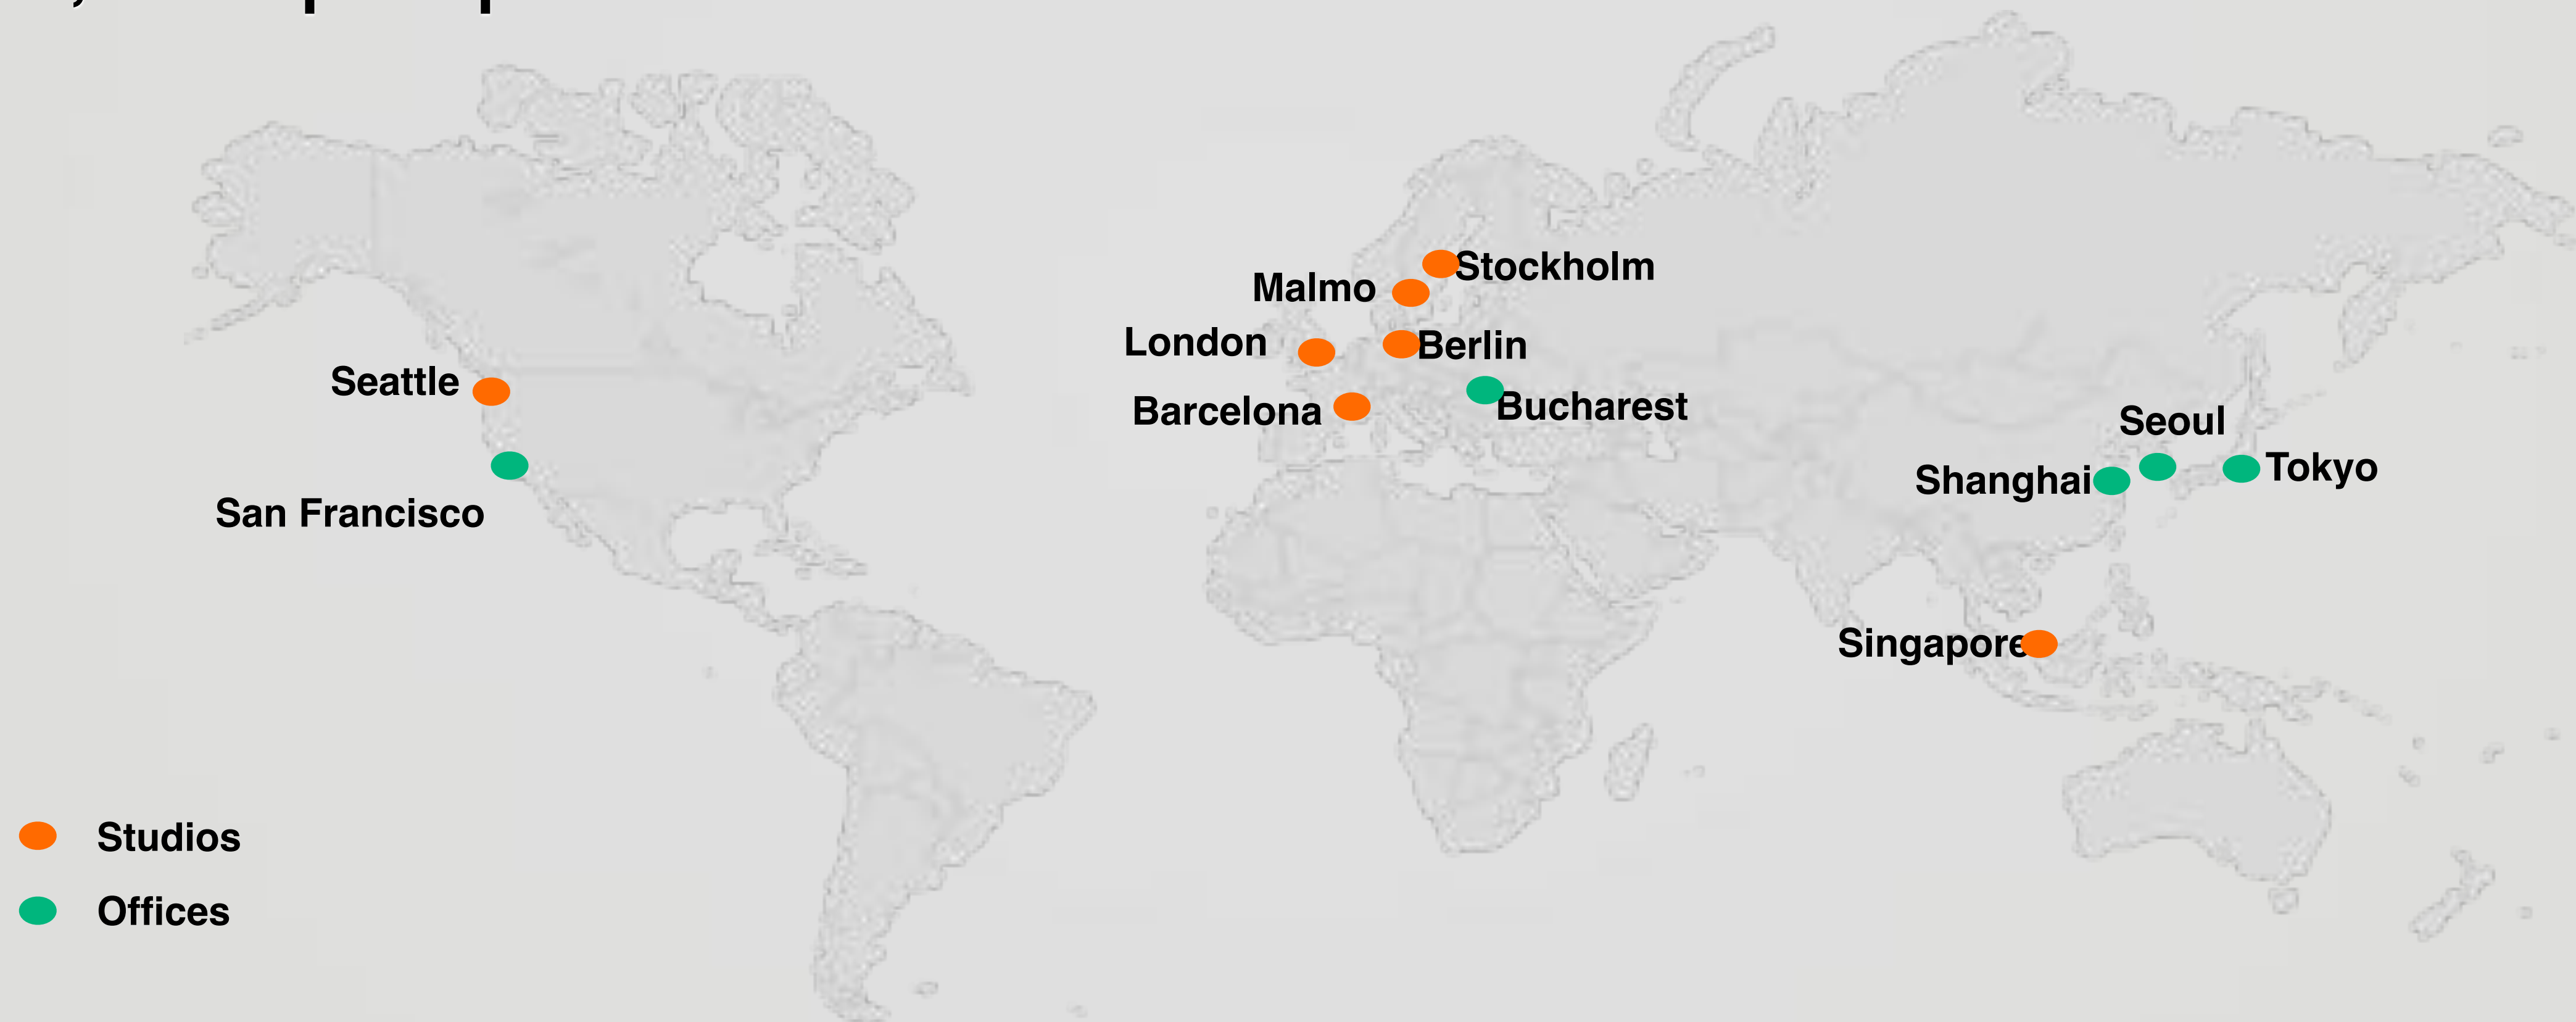 Stockholm
Malmo
London
Berlin
Seattle
Barcelona
Bucharest
Seoul
Shanghai
Tokyo
San Francisco
Singapore
Studios
Offices